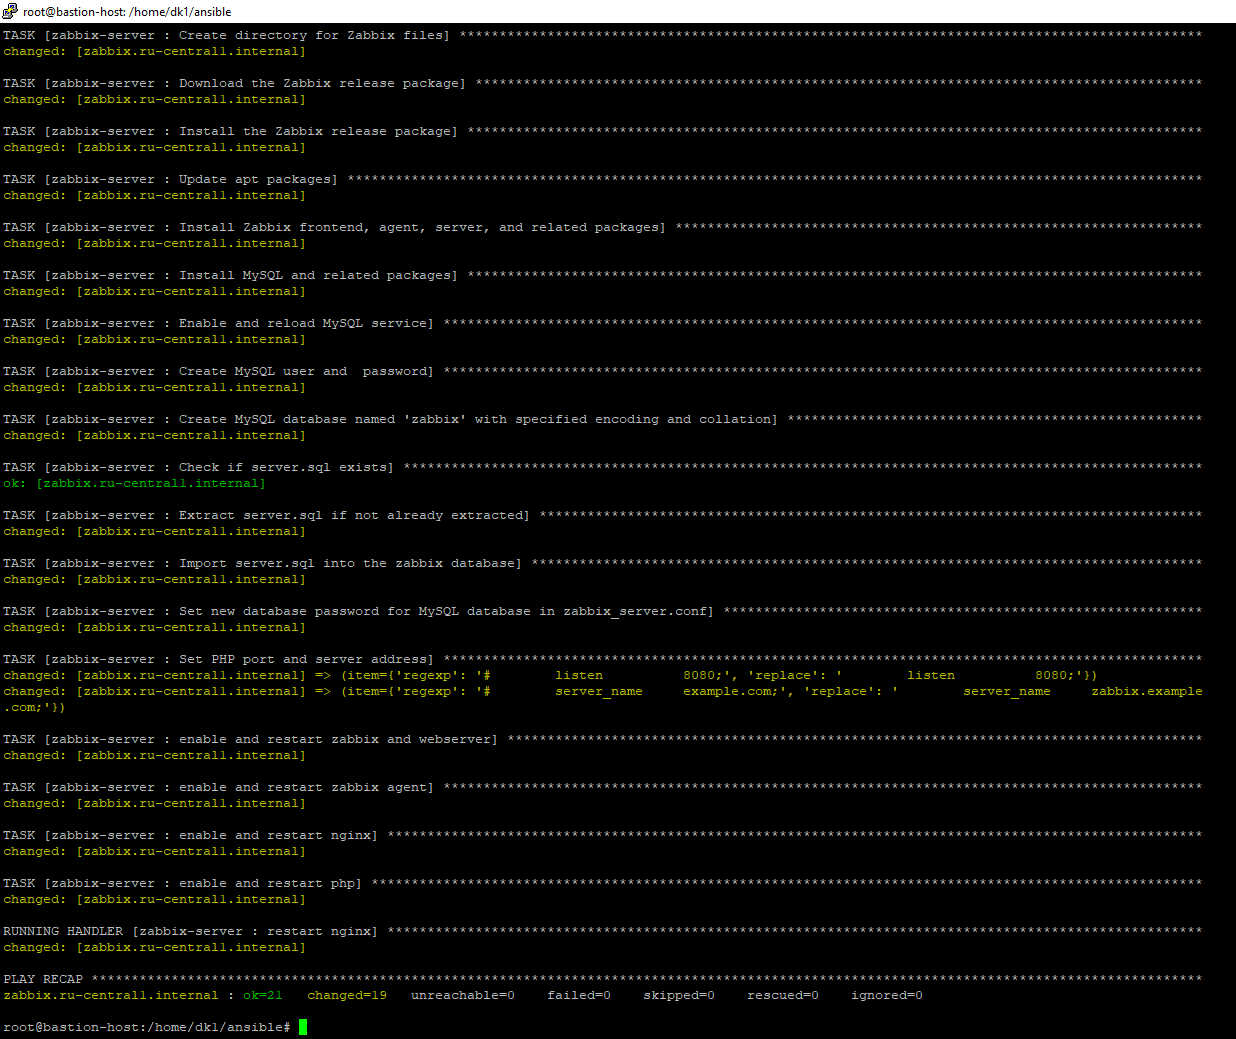 root@bastion-host: /home/dk1/ansible
TASK [zabbix-server : Create directory for Zabbix files] *********************************************************************************************
changed: [zabbix.ru-central1.internal]
TASK [zabbix-server : Download the Zabbix release package] *******************************************************************************************
changed: [zabbix.ru-central1.internal]
TASK [zabbix-server : Install the Zabbix release package] ********************************************************************************************
changed: [zabbix.ru-central1.internal]
TASK [zabbix-server : Update apt packages] ***********************************************************************************************************
changed: [zabbix.ru-central1.internal]
TASK [zabbix-server : Install Zabbix frontend, agent, server, and related packages] ******************************************************************
changed: [zabbix.ru-central1.internal]
TASK [zabbix-server : Install MySQL and related packages] ********************************************************************************************
changed: [zabbix.ru-central1.internal]
TASK [zabbix-server : Enable and reload MySQL service] ***********************************************************************************************
changed: [zabbix.ru-central1.internal]
TASK [zabbix-server : Create MySQL user and  password] ***********************************************************************************************
changed: [zabbix.ru-central1.internal]
TASK [zabbix-server : Create MySQL database named 'zabbix' with specified encoding and collation] ****************************************************
changed: [zabbix.ru-central1.internal]
TASK [zabbix-server : Check if server.sql exists] ****************************************************************************************************
ok: [zabbix.ru-central1.internal]
TASK [zabbix-server : Extract server.sql if not already extracted] ***********************************************************************************
changed: [zabbix.ru-central1.internal]
TASK [zabbix-server : Import server.sql into the zabbix database] ************************************************************************************
changed: [zabbix.ru-central1.internal]
TASK [zabbix-server : Set new database password for MySQL database in zabbix_server.conf] ************************************************************
changed: [zabbix.ru-central1.internal]
TASK [zabbix-server : Set PHP port and server address] ***********************************************************************************************
changed: [zabbix.ru-central1.internal] => (item={'regexp': '#        listen          8080;', 'replace': '        listen          8080;'})
changed: [zabbix.ru-central1.internal] => (item={'regexp': '#        server_name     example.com;', 'replace': '        server_name     zabbix.example
.com;'})
TASK [zabbix-server : enable and restart zabbix and webserver] ***************************************************************************************
changed: [zabbix.ru-central1.internal]
TASK [zabbix-server : enable and restart zabbix agent] ***********************************************************************************************
changed: [zabbix.ru-central1.internal]
TASK [zabbix-server : enable and restart nginx] ******************************************************************************************************
changed: [zabbix.ru-central1.internal]
TASK [zabbix-server : enable and restart php] ********************************************************************************************************
changed: [zabbix.ru-central1.internal]
RUNNING HANDLER [zabbix-server : restart nginx] ******************************************************************************************************
changed: [zabbix.ru-central1.internal]
PLAY RECAP *******************************************************************************************************************************************
zabbix.ru-central1.internal : ok=21   changed=19   unreachable=0    failed=0    skipped=0    rescued=0    ignored=0
root@bastion-host:/home/dk1/ansible#